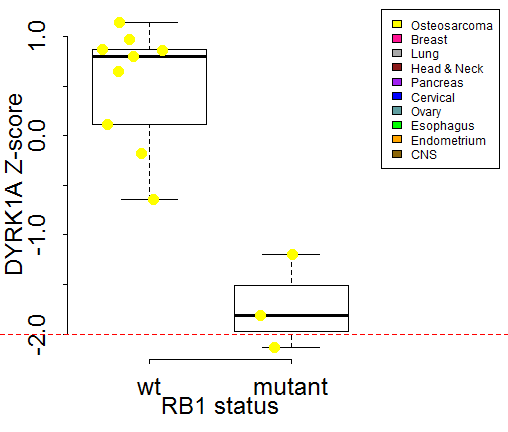 DYRK1A Z-score
1.0
0.0
-1.0
-2.0
wt mutant
RB1 status
Osteosarcoma
Breast
Lung
Head & Neck
Pancreas
Cervical
Ovary
Esophagus
Endometrium
CNS